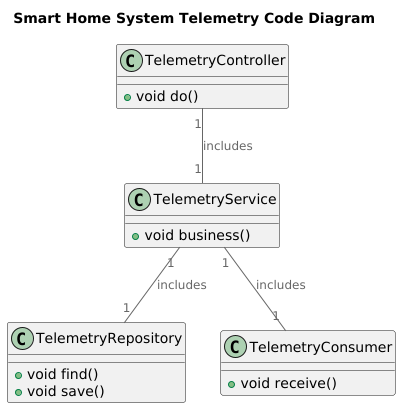 Smart Home System Telemetry Code Diagram
C TelemetryController
void do()
1
includes
1
C TelemetryService
void business()
1 1
includes includes
1 1
C TelemetryRepository
void find()
void save()
C TelemetryConsumer
void receive()